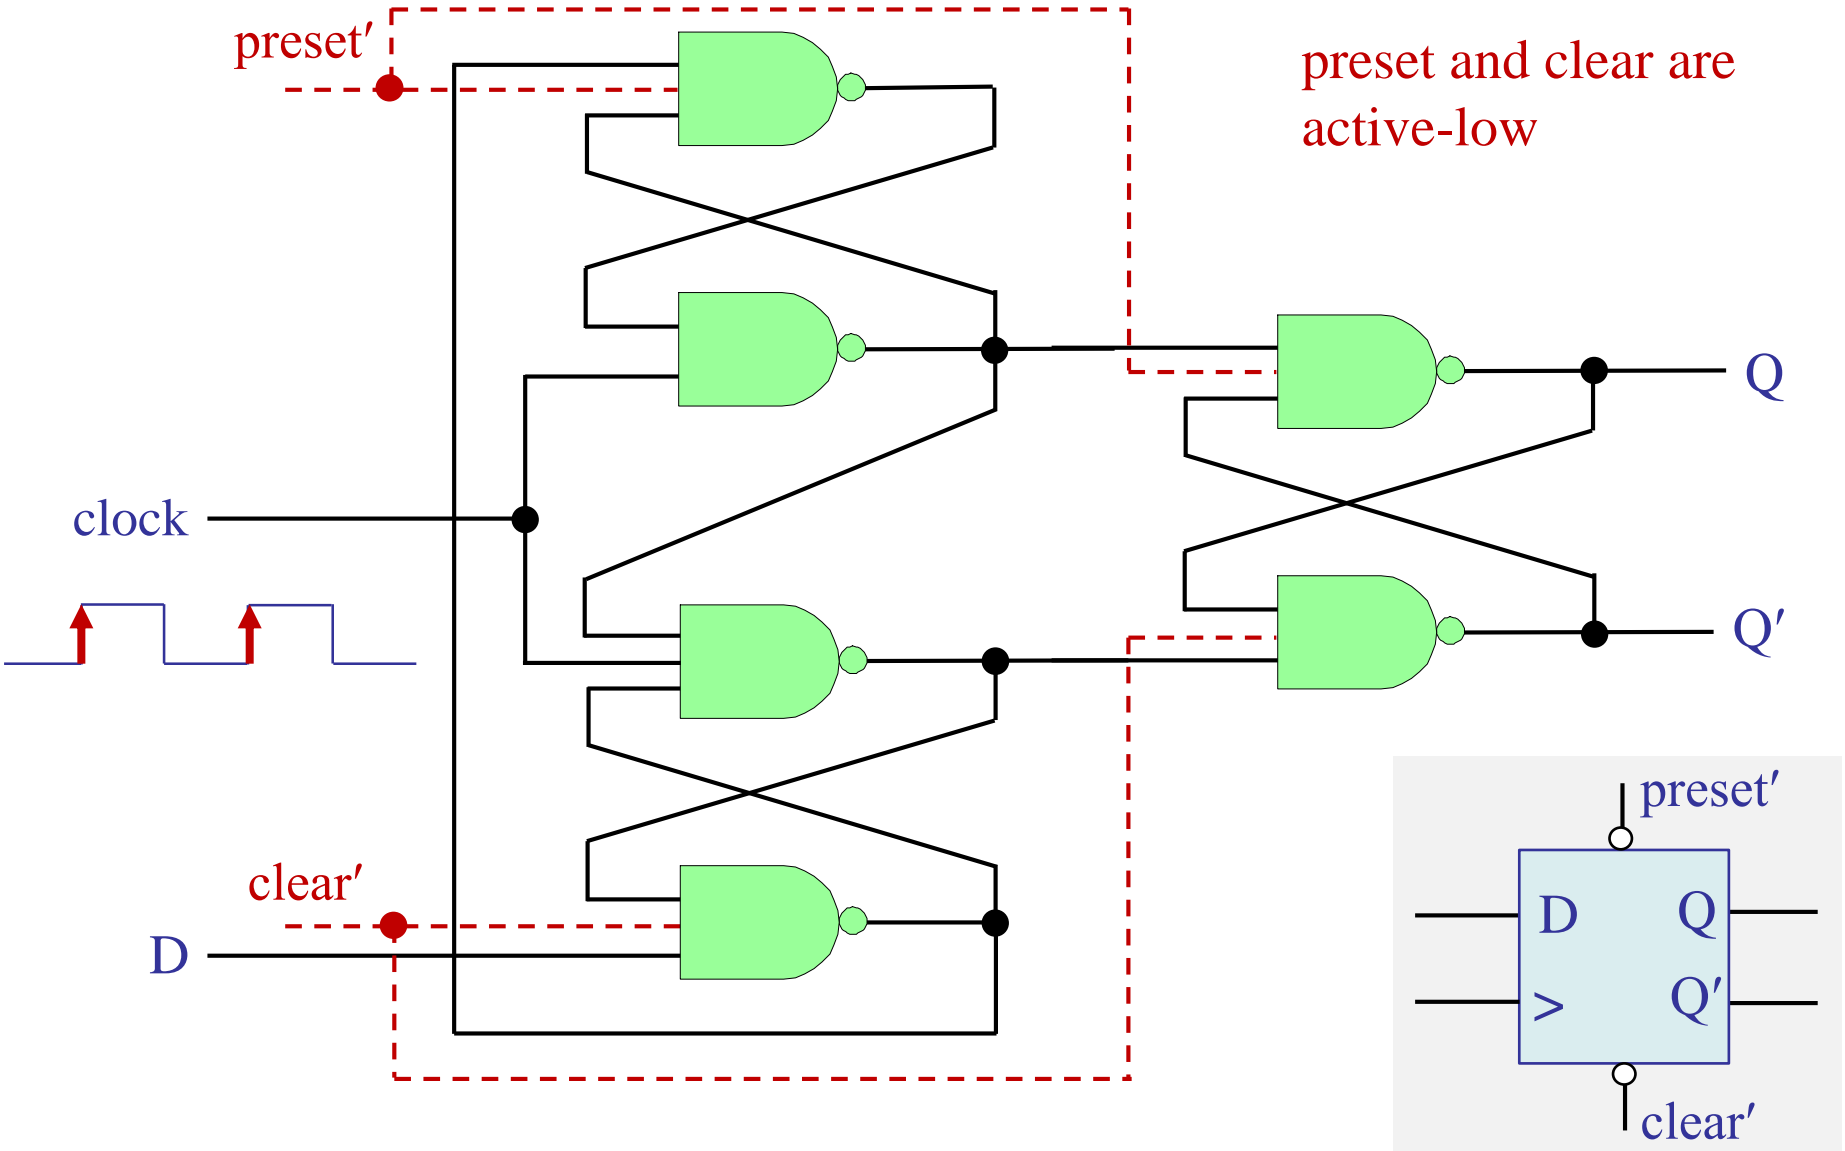 preset′
preset and clear are
active-low
Q
clock
Q′
preset′
clear′
D
D
Q
>
Q′
clear′